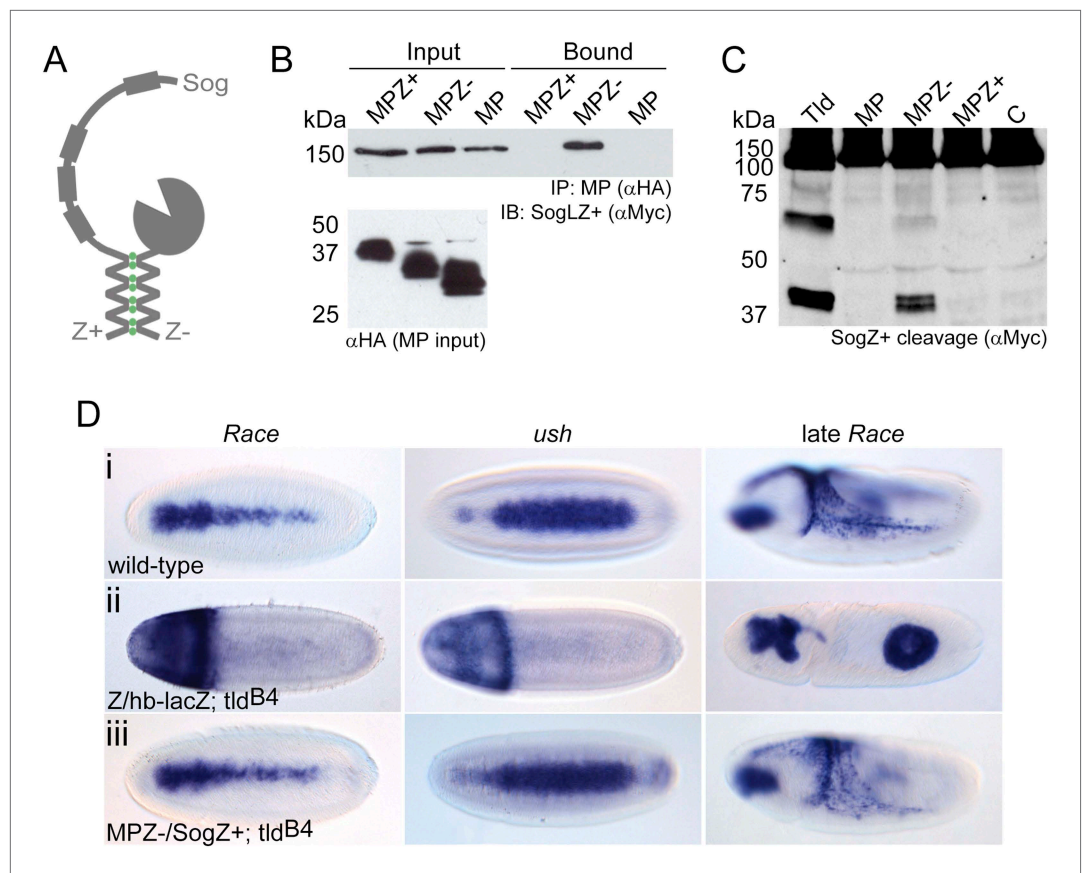 A
Sog
Z+
Z-
B
Input
Bound
MPZ+
MPZ-
MP
MPZ+
MPZ-
MP
kDa
150
IP: MP (αHA)
IB: SogLZ+ (αMyc)
50
37
25
αHA (MP input)
C
Tld
MP
MPZ-
MPZ+
C
kDa
150
100
75
50
37
SogZ+ cleavage (αMyc)
D
Race
ush
late Race
i
wild-type
ii
Z/hb-lacZ; tldB4
iii
MPZ-/SogZ+; tldB4